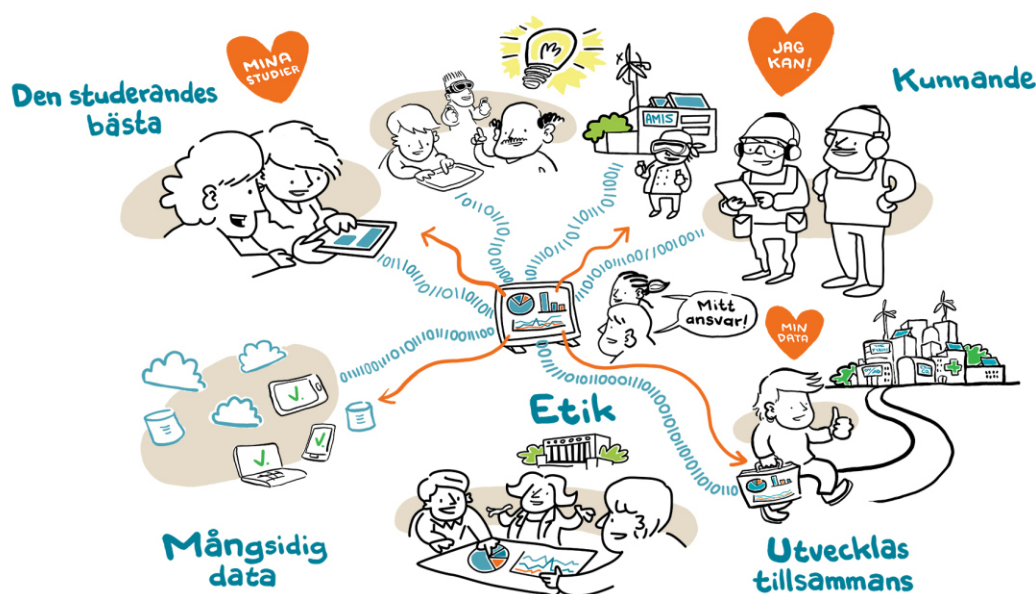 MINA
STUDIER
Den studerandes
bästa
JAG
KAN!
Kunnande
AMIS
Mitt
ansvar!
MIN
DATA
Etik
Mångsidig
data
Utvecklas
tillsammans